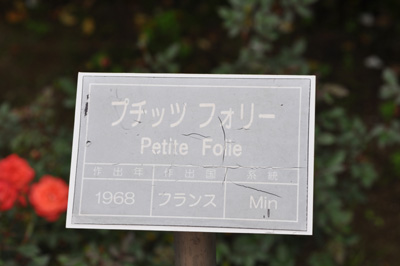 プチッツ フォリー
Petite Folie
作出年 作出国 系統
1968 フランス Min